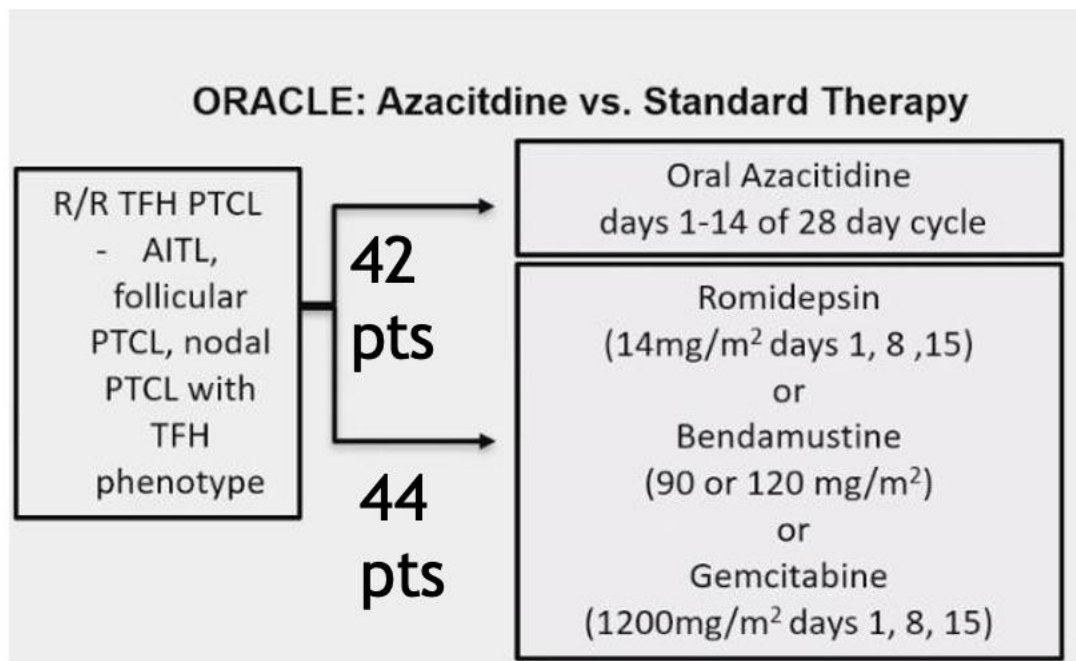 ORACLE: Azacitdine vs. Standard Therapy
R/R TFH PTCL
- AITL,
follicular
PTCL, nodal
PTCL with
TFH
phenotype
42
pts
44
pts
Oral Azacitidine
days 1-14 of 28 day cycle
Romidepsin
(14mg/m² days 1, 8 ,15)
or
Bendamustine
(90 or 120 mg/m²)
or
Gemcitabine
(1200mg/m² days 1, 8, 15)